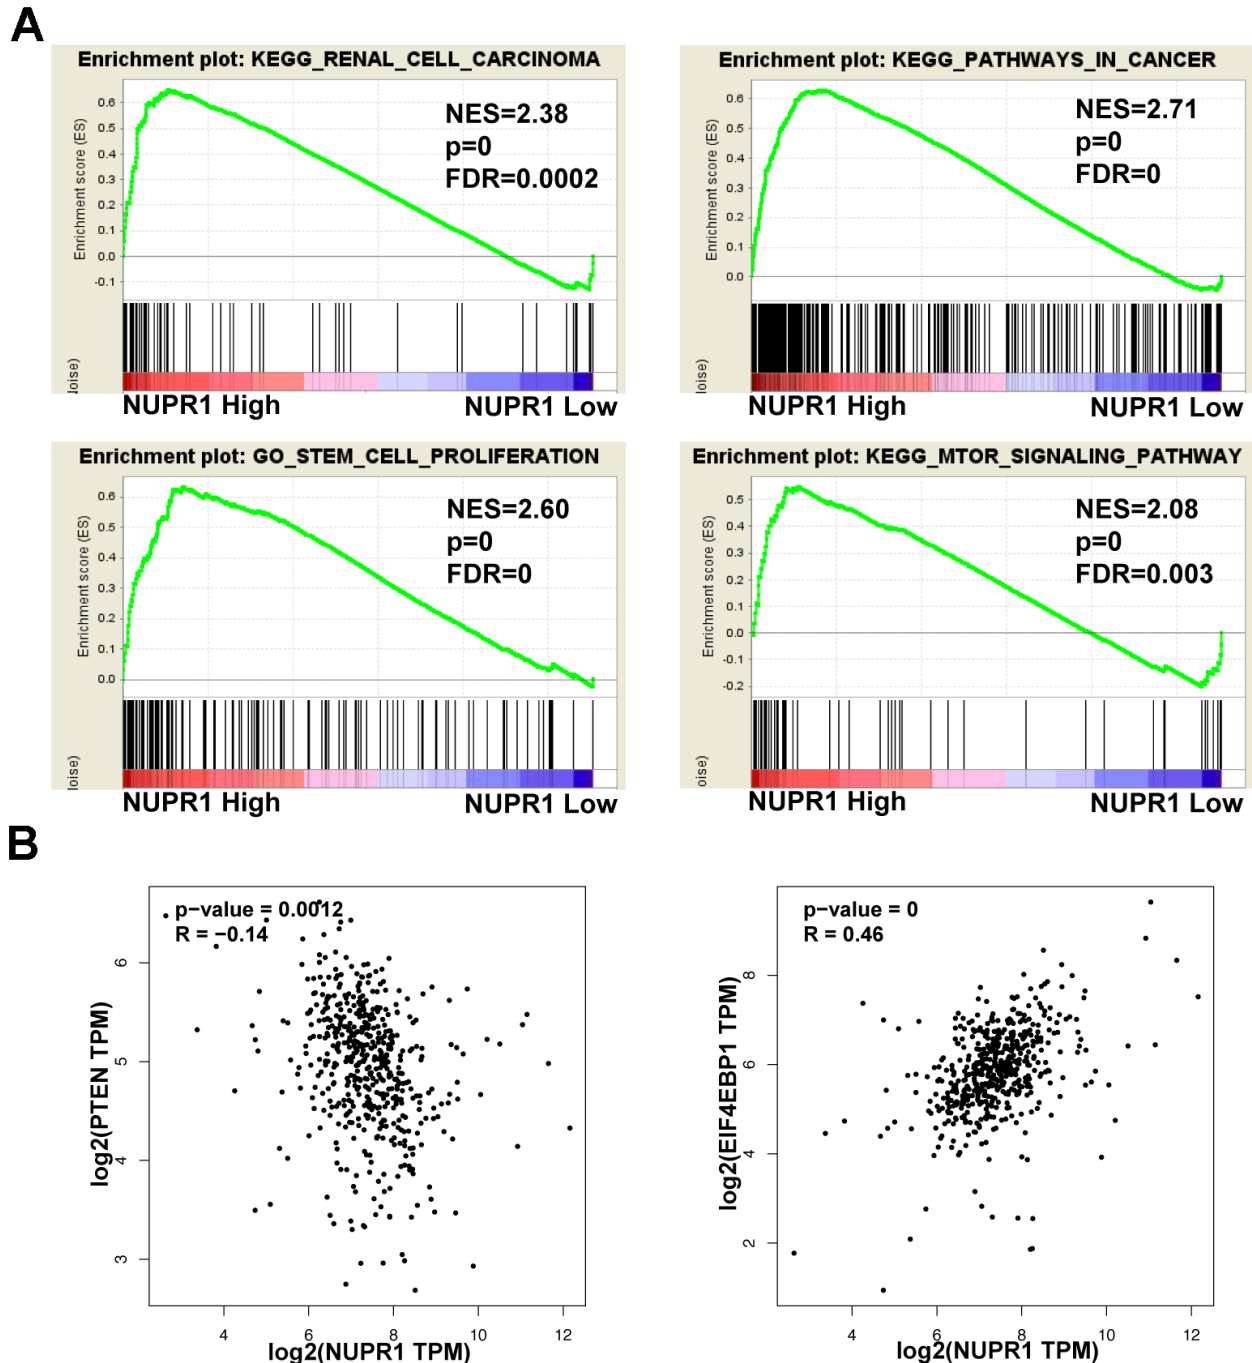 A
Enrichment plot: KEGG_RENAL_CELL_CARCINOMA
Enrichment score (ES)
0.6
0.5
0.4
0.3
0.2
0.1
0.0
-0.1
NES=2.38
p=0
FDR=0.0002
NUPR1 High
NUPR1 Low
Enrichment plot: KEGG_PATHWAYS_IN_CANCER
Enrichment score (ES)
0.6
0.5
0.4
0.3
0.2
0.1
0.0
NES=2.71
p=0
FDR=0
NUPR1 High
NUPR1 Low
Enrichment plot: GO_STEM_CELL_PROLIFERATION
Enrichment score (ES)
0.6
0.5
0.4
0.3
0.2
0.1
0.0
NES=2.60
p=0
FDR=0
oise)
NUPR1 High
NUPR1 Low
Enrichment plot: KEGG_MTOR_SIGNALING_PATHWAY
Enrichment score (ES)
0.5
0.4
0.3
0.2
0.1
0.0
-0.1
-0.2
NES=2.08
p=0
FDR=0.003
oise)
NUPR1 High
NUPR1 Low
B
p-value = 0.0012
R = −0.14
log2(PTEN TPM)
6
5
4
3
4 6 8 10 12
log2(NUPR1 TPM)
p-value = 0
R = 0.46
log2(EIF4EBP1 TPM)
8
6
4
2
4 6 8 10 12
log2(NUPR1 TPM)